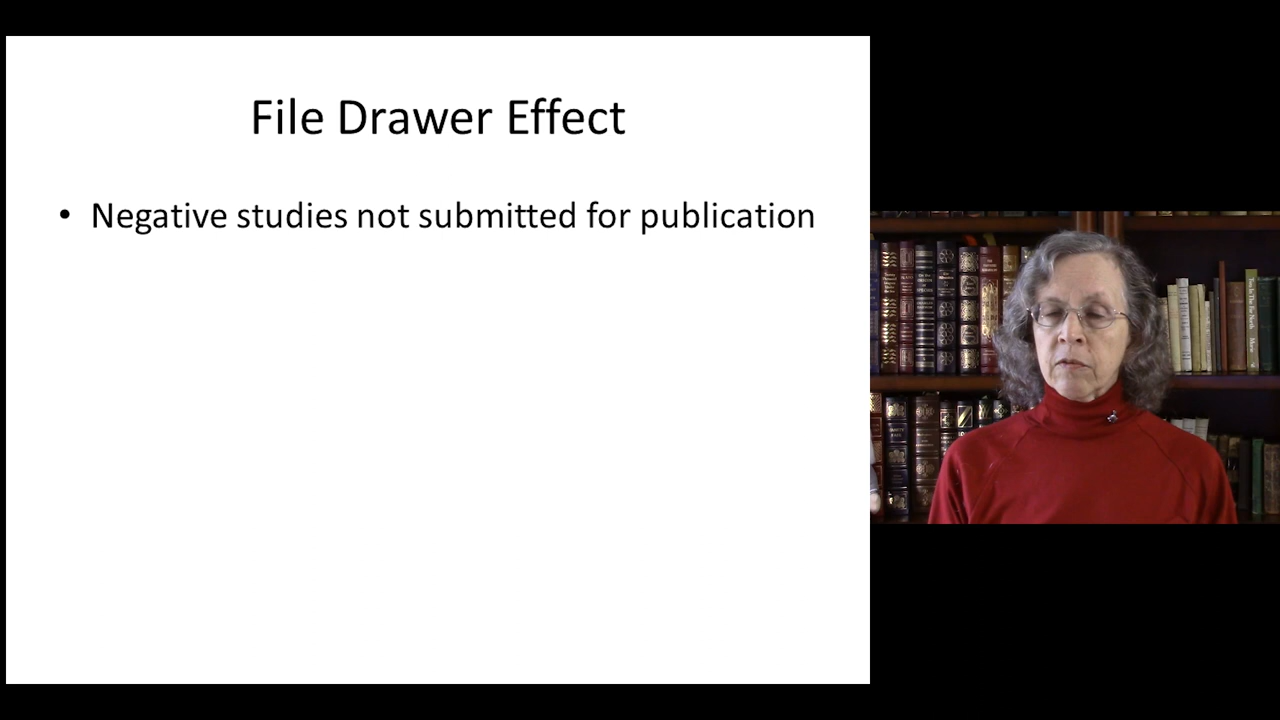 File Drawer Effect
• Negative studies not submitted for publication